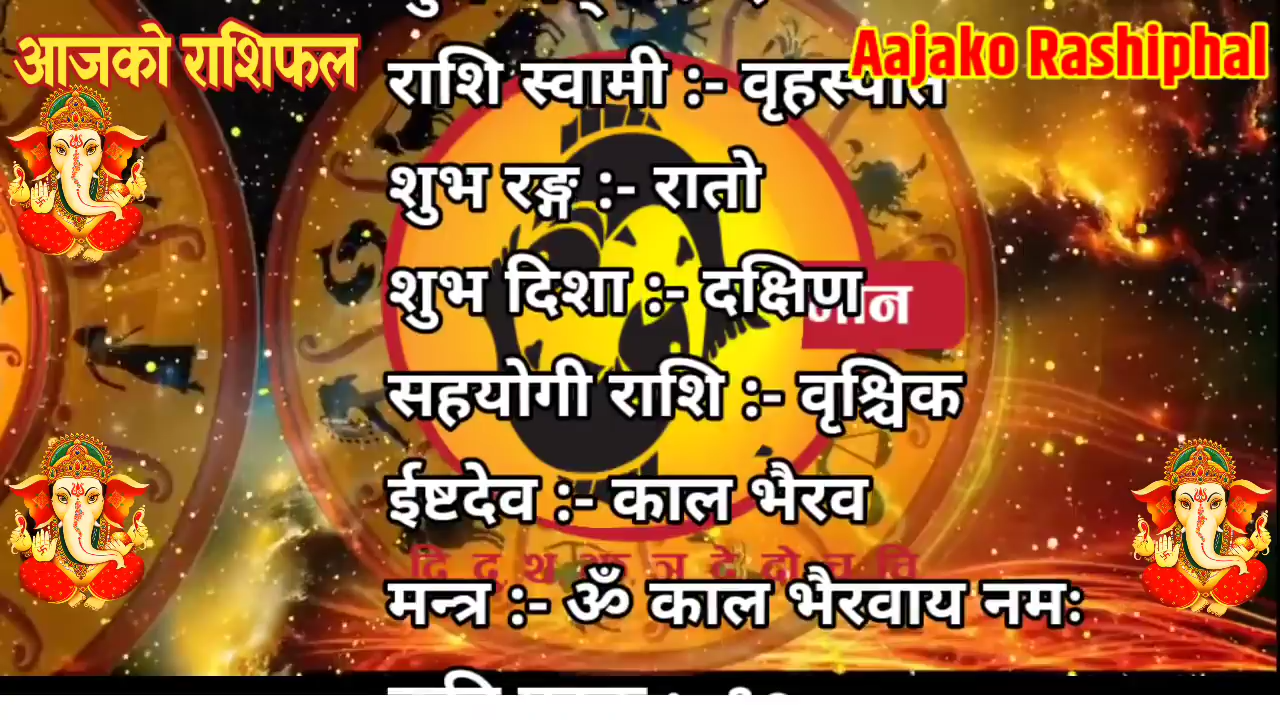 आजको राशिफल
Aajako Rashiphal
राशि स्वामी :- वृहस्पति
शुभ रङ्ग :- रातो
शुभ दिशा :- दक्षिण
सहयोगी राशि :- वृश्चिक
ईष्टदेव :- काल भैरव
दि दु थ झ ञ दे दो च चि
मन्त्र :- ॐ काल भैरवाय नमः